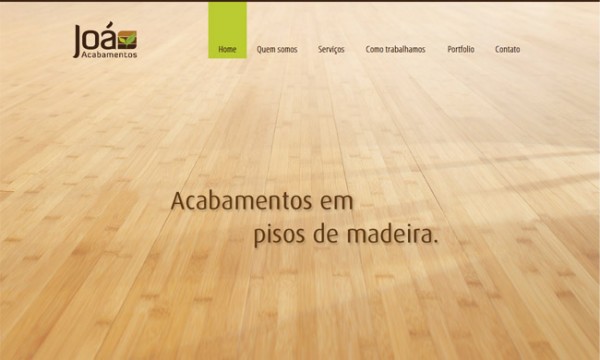 Joá
Acabamentos
Home Quem somos Serviços Como trabalhamos Portfolio Contato
Acabamentos em
pisos de madeira.